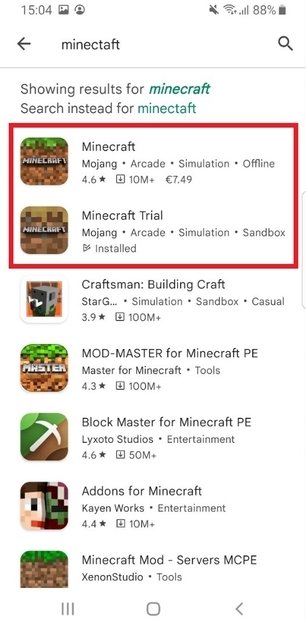 15:04 88%
minectaft
Showing results for minecraft
Search instead for minectaft
MINECRAFT
Minecraft
Mojang • Arcade • Simulation • Offline
4.6 ★ 10M+ €7.49
MINECRAFT
Minecraft Trial
Mojang • Arcade • Simulation • Sandbox
Installed
Craftsman: Building Craft
StarG... • Simulation • Sandbox • Casual
3.9 ★ 100M+
MASTER
MOD-MASTER for Minecraft PE
Master for Minecraft • Tools
4.3 ★ 100M+
Block Master for Minecraft PE
Lyxoto Studios • Entertainment
4.6 ★ 50M+
Addons for Minecraft
Kayen Works • Entertainment
4.4 ★ 10M+
Minecraft Mod - Servers MCPE
XenonStudio • Tools